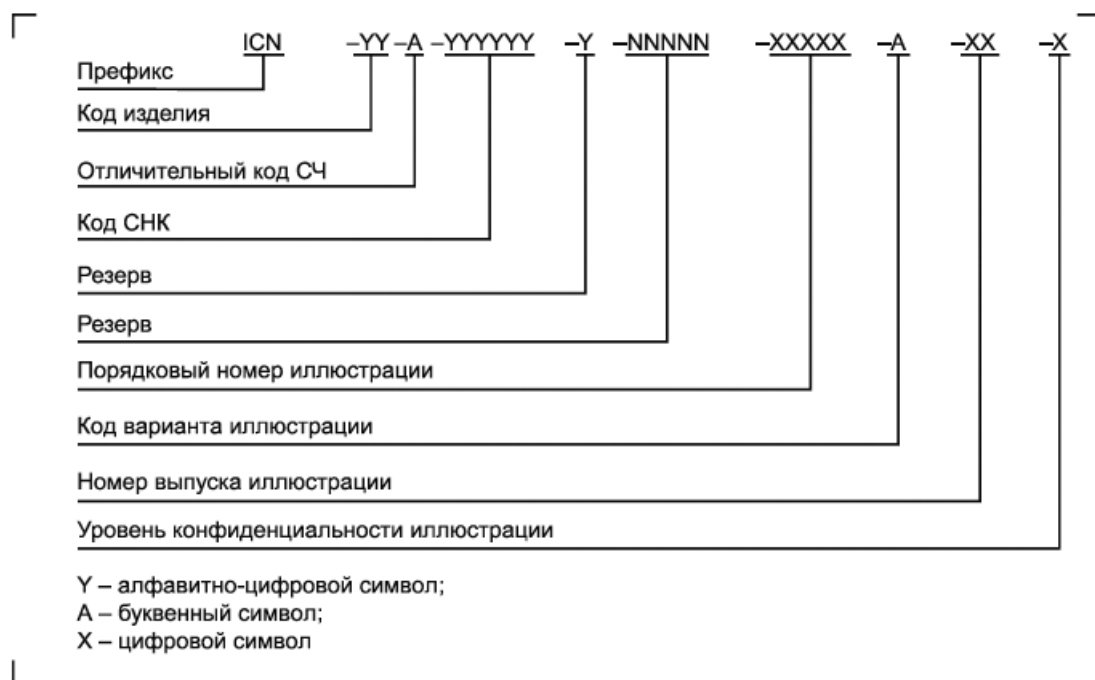 ICN –YY –A –YYYYYY –Y –NNNNN –XXXXX –A –XX –X
Префикс
Код изделия
Отличительный код СЧ
Код СНК
Резерв
Резерв
Порядковый номер иллюстрации
Код варианта иллюстрации
Номер выпуска иллюстрации
Уровень конфиденциальности иллюстрации
Y – алфавитно-цифровой символ;
A – буквенный символ;
X – цифровой символ